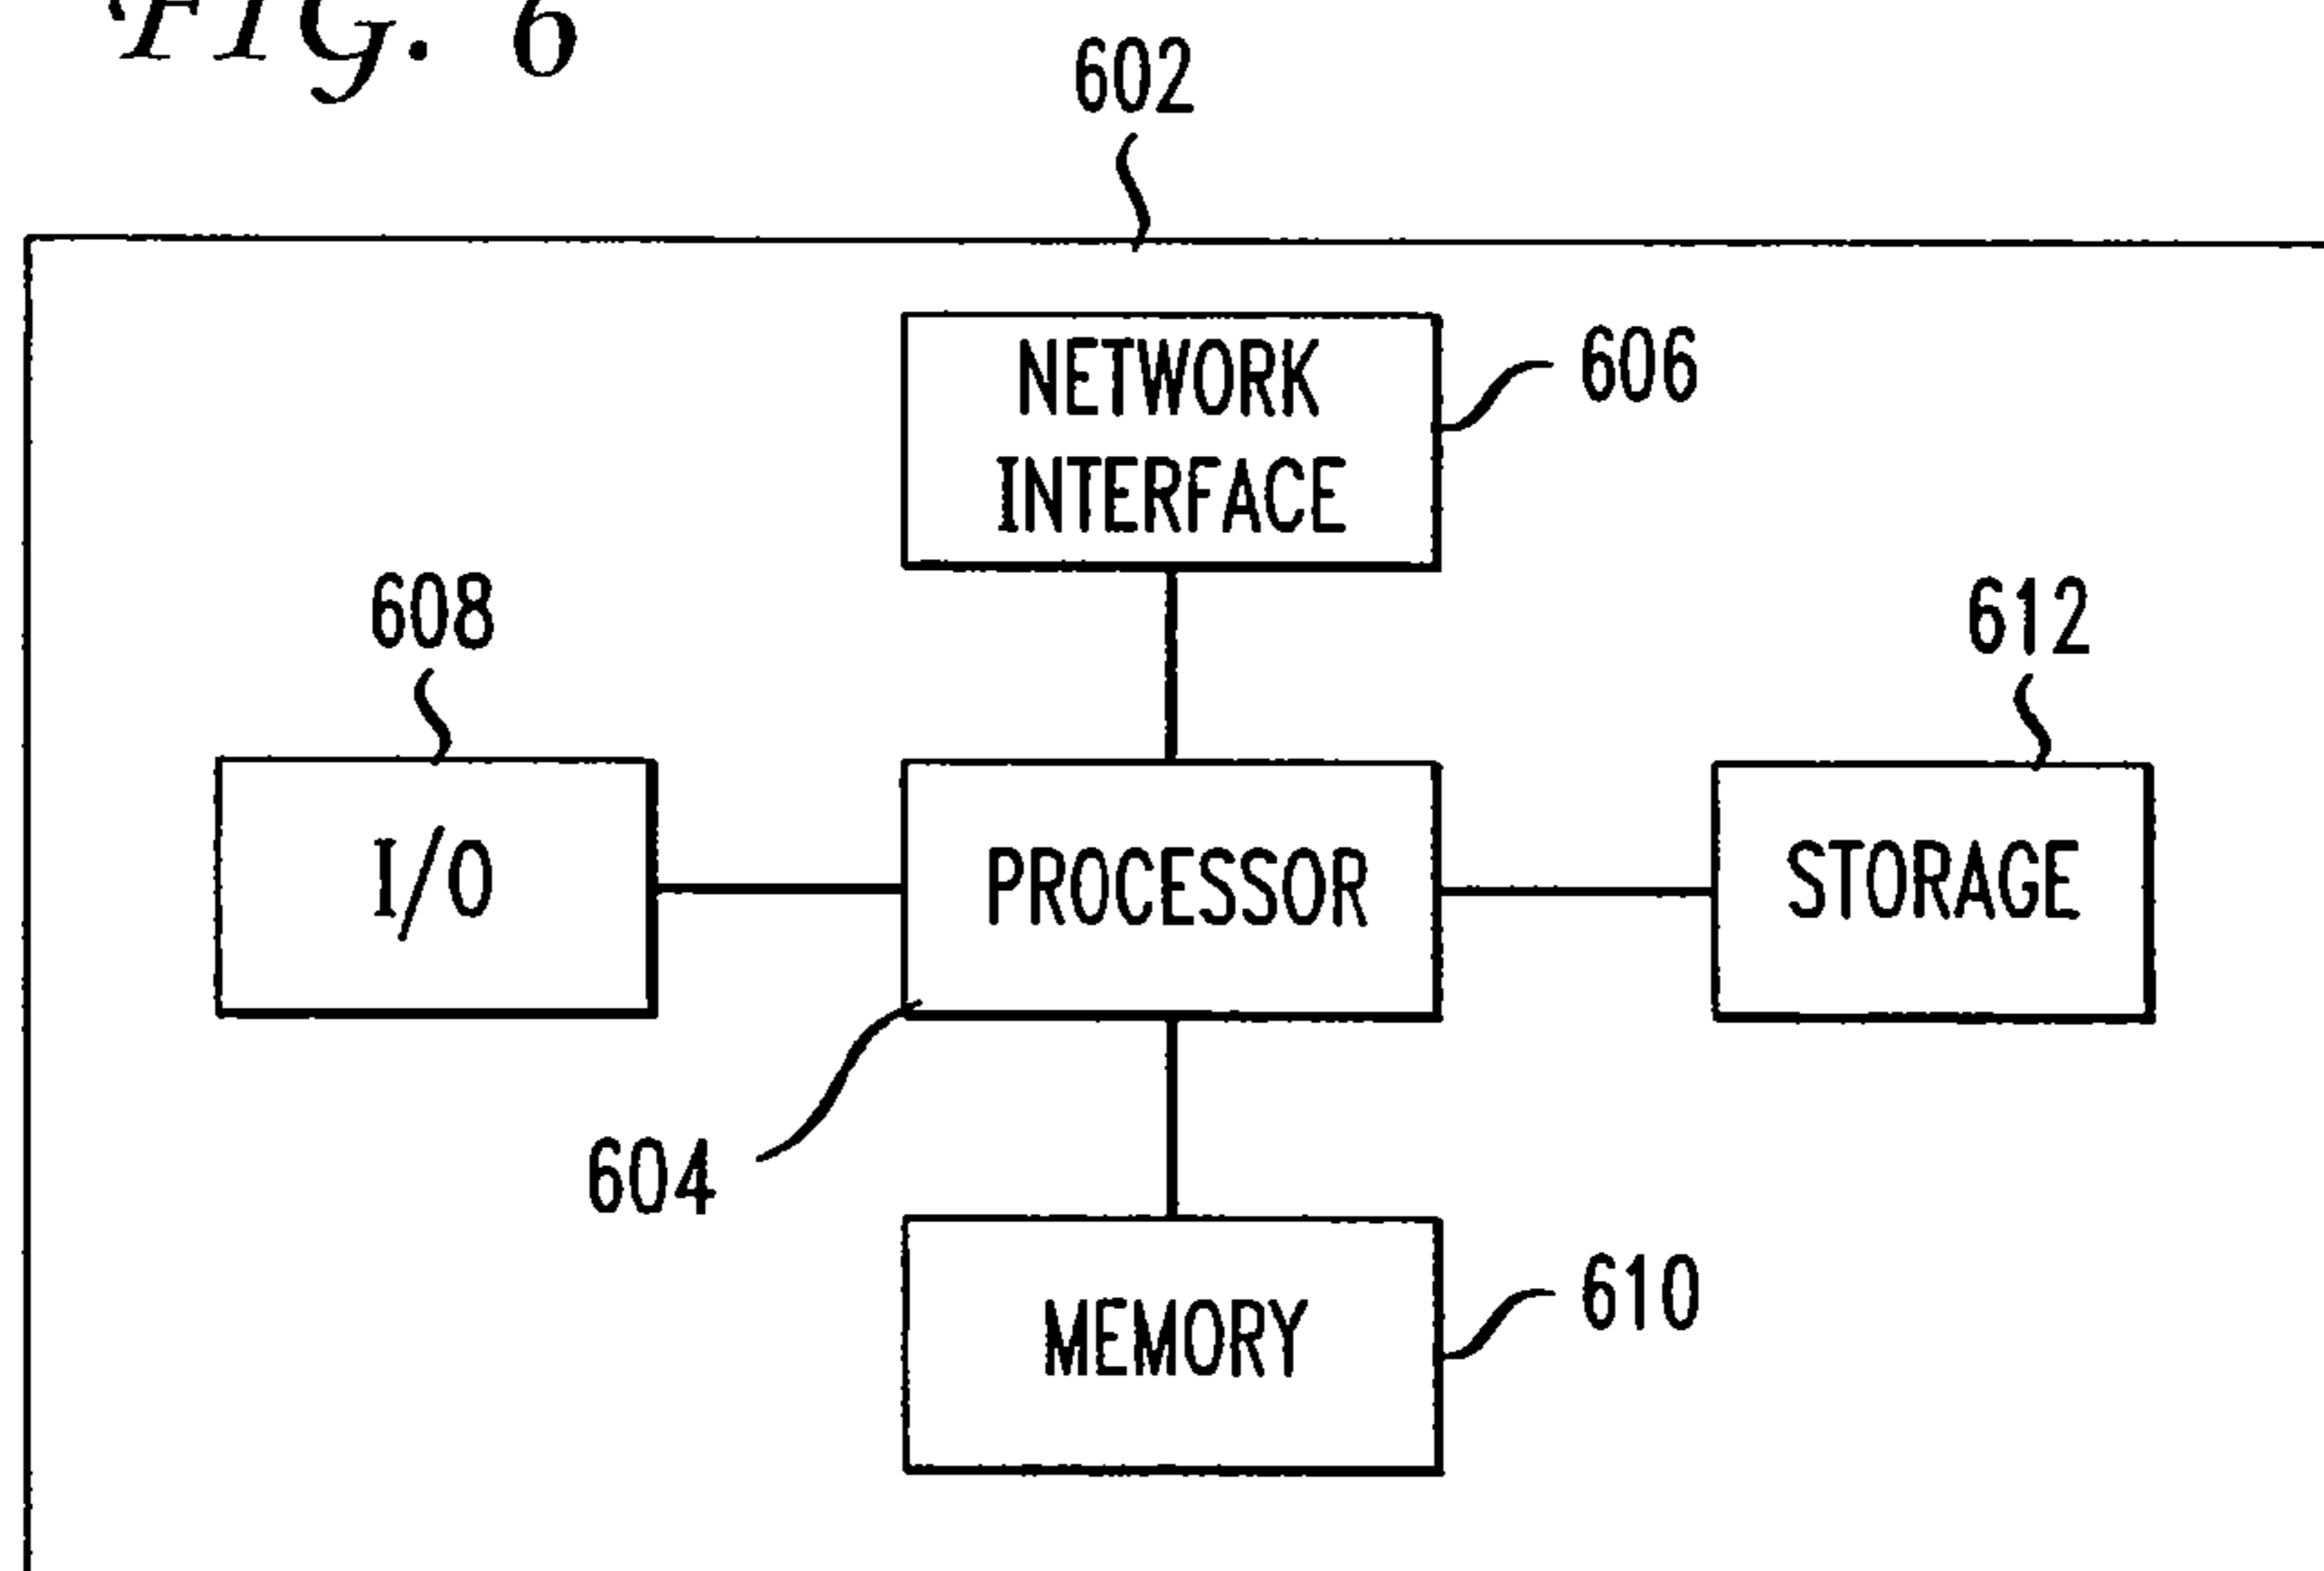 FIG. 6
602
NETWORK
INTERFACE
606
608
612
I/O
PROCESSOR
STORAGE
604
MEMORY
610